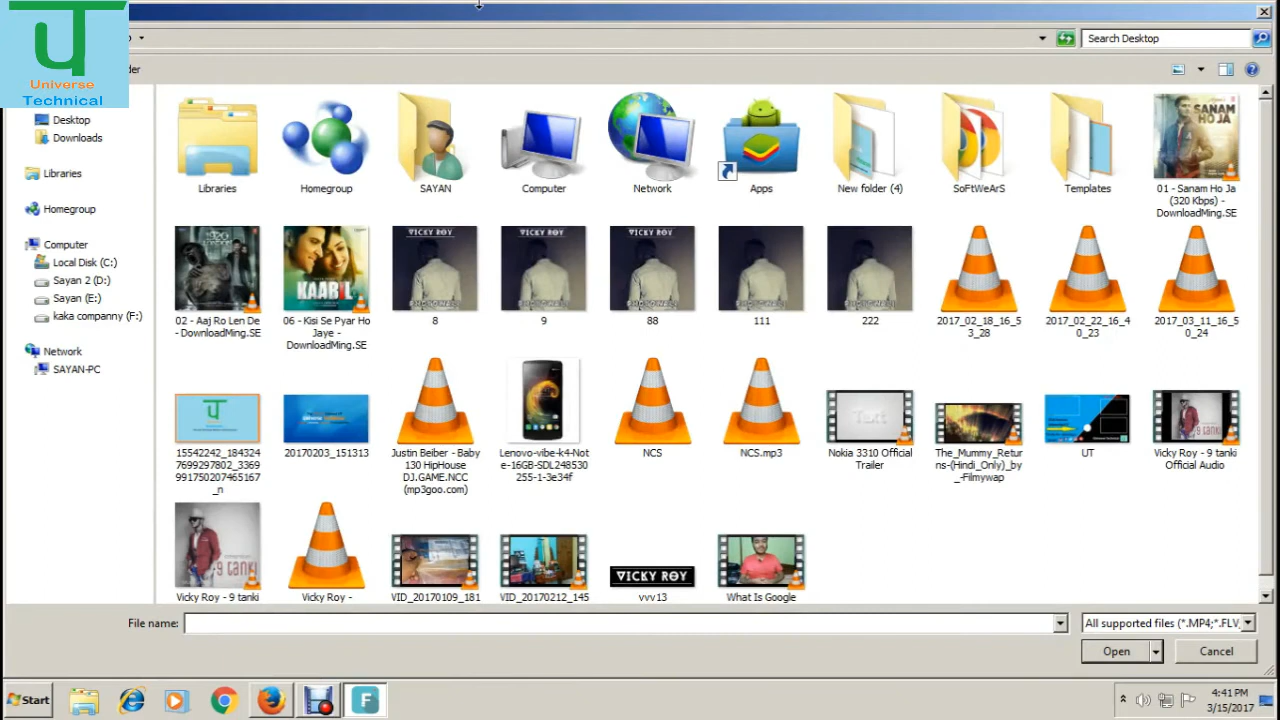 Universe
Technical
Search Desktop
der
Desktop
Downloads
Libraries
Homegroup
Computer
Local Disk (C:)
Sayan 2 (D:)
Sayan (E:)
kaka companny (F:)
Network
SAYAN-PC
Libraries
Homegroup
SAYAN
Computer
Network
Apps
New folder (4)
SoFtWeArS
Templates
01 - Sanam Ho Ja
(320 Kbps) -
DownloadMing.SE
SANAM
HO JA
02 - Aaj Ro Len De
- DownloadMing.SE
KAABIL
06 - Kisi Se Pyar Ho
Jaye -
DownloadMing.SE
VICKY ROY
8
VICKY ROY
9
VICKY ROY
88
111
222
2017_02_18_16_5
3_28
2017_02_22_16_4
0_23
2017_03_11_16_5
0_24
15542242_184324
7699297802_3369
991750207465167
_n
20170203_151313
Justin Beiber - Baby
130 HipHouse
DJ.GAME.NCC
(mp3goo.com)
Lenovo-vibe-k4-Not
e-16GB-SDL248530
255-1-3e34f
NCS
NCS.mp3
Text
Nokia 3310 Official
Trailer
The_Mummy_Retu
rns-(Hindi_Only)_by
_-Filmywap
UT
Vicky Roy - 9 tanki
Official Audio
9 tanki
Vicky Roy - 9 tanki
Vicky Roy -
VID_20170109_181
VID_20170212_145
VICKY ROY
vvv13
What Is Google
File name:
All supported files (*.MP4;*.FLV,
Open
Cancel
Start
F
4:41 PM
3/15/2017